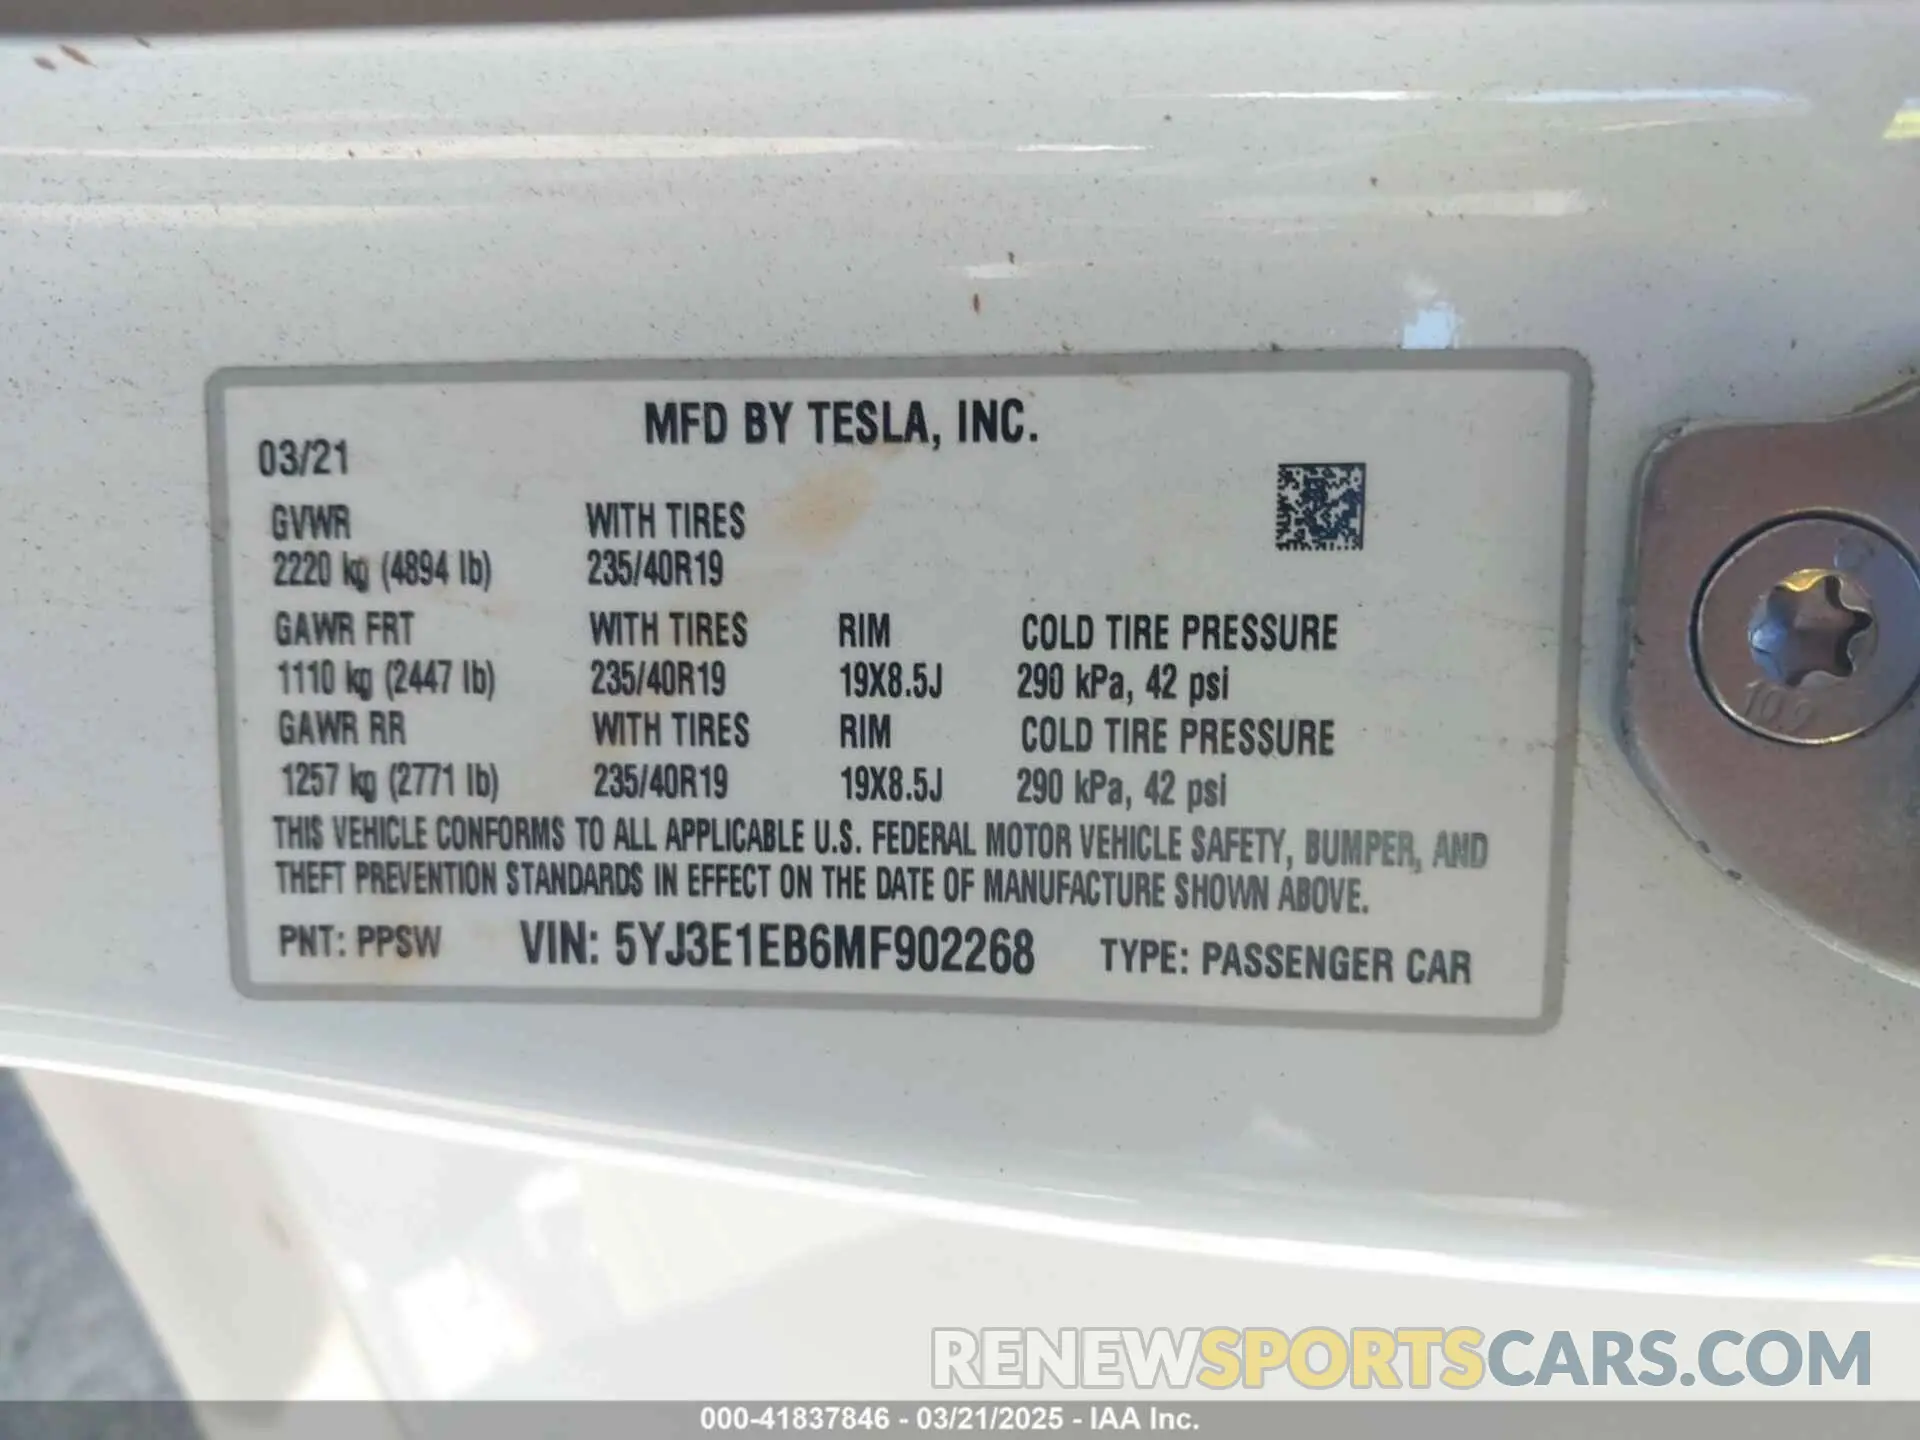 MFD BY TESLA, INC.
03/21
GVWR WITH TIRES
2220 kg (4894 lb) 235/40R19
GAWR FRT WITH TIRES RIM COLD TIRE PRESSURE
1110 kg (2447 lb) 235/40R19 19X8.5J 290 kPa, 42 psi
GAWR RR WITH TIRES RIM COLD TIRE PRESSURE
1257 kg (2771 lb) 235/40R19 19X8.5J 290 kPa, 42 psi
THIS VEHICLE CONFORMS TO ALL APPLICABLE U.S. FEDERAL MOTOR VEHICLE SAFETY, BUMPER, AND
THEFT PREVENTION STANDARDS IN EFFECT ON THE DATE OF MANUFACTURE SHOWN ABOVE.
PNT: PPSW VIN: 5YJ3E1EB6MF902268 TYPE: PASSENGER CAR
10.9
RENEWSPORTSCARS.COM
000-41837846 - 03/21/2025 - IAA Inc.